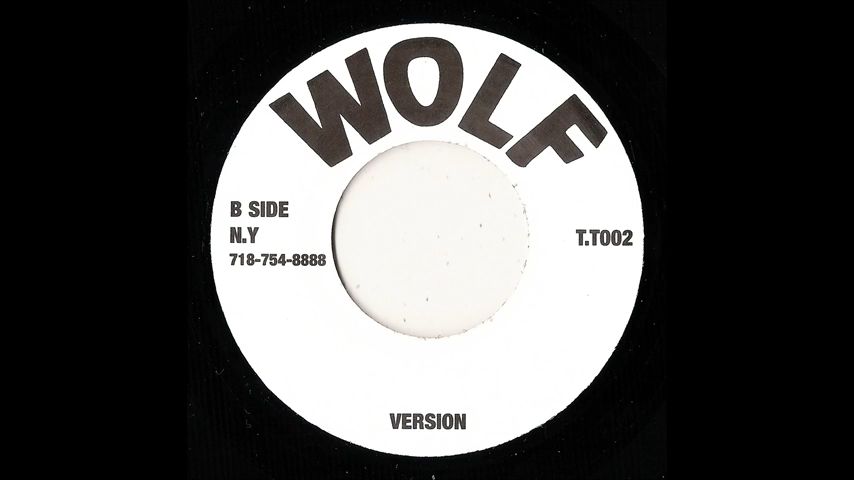 WOLF
B SIDE
N.Y
718-754-8888
T.T002
VERSION